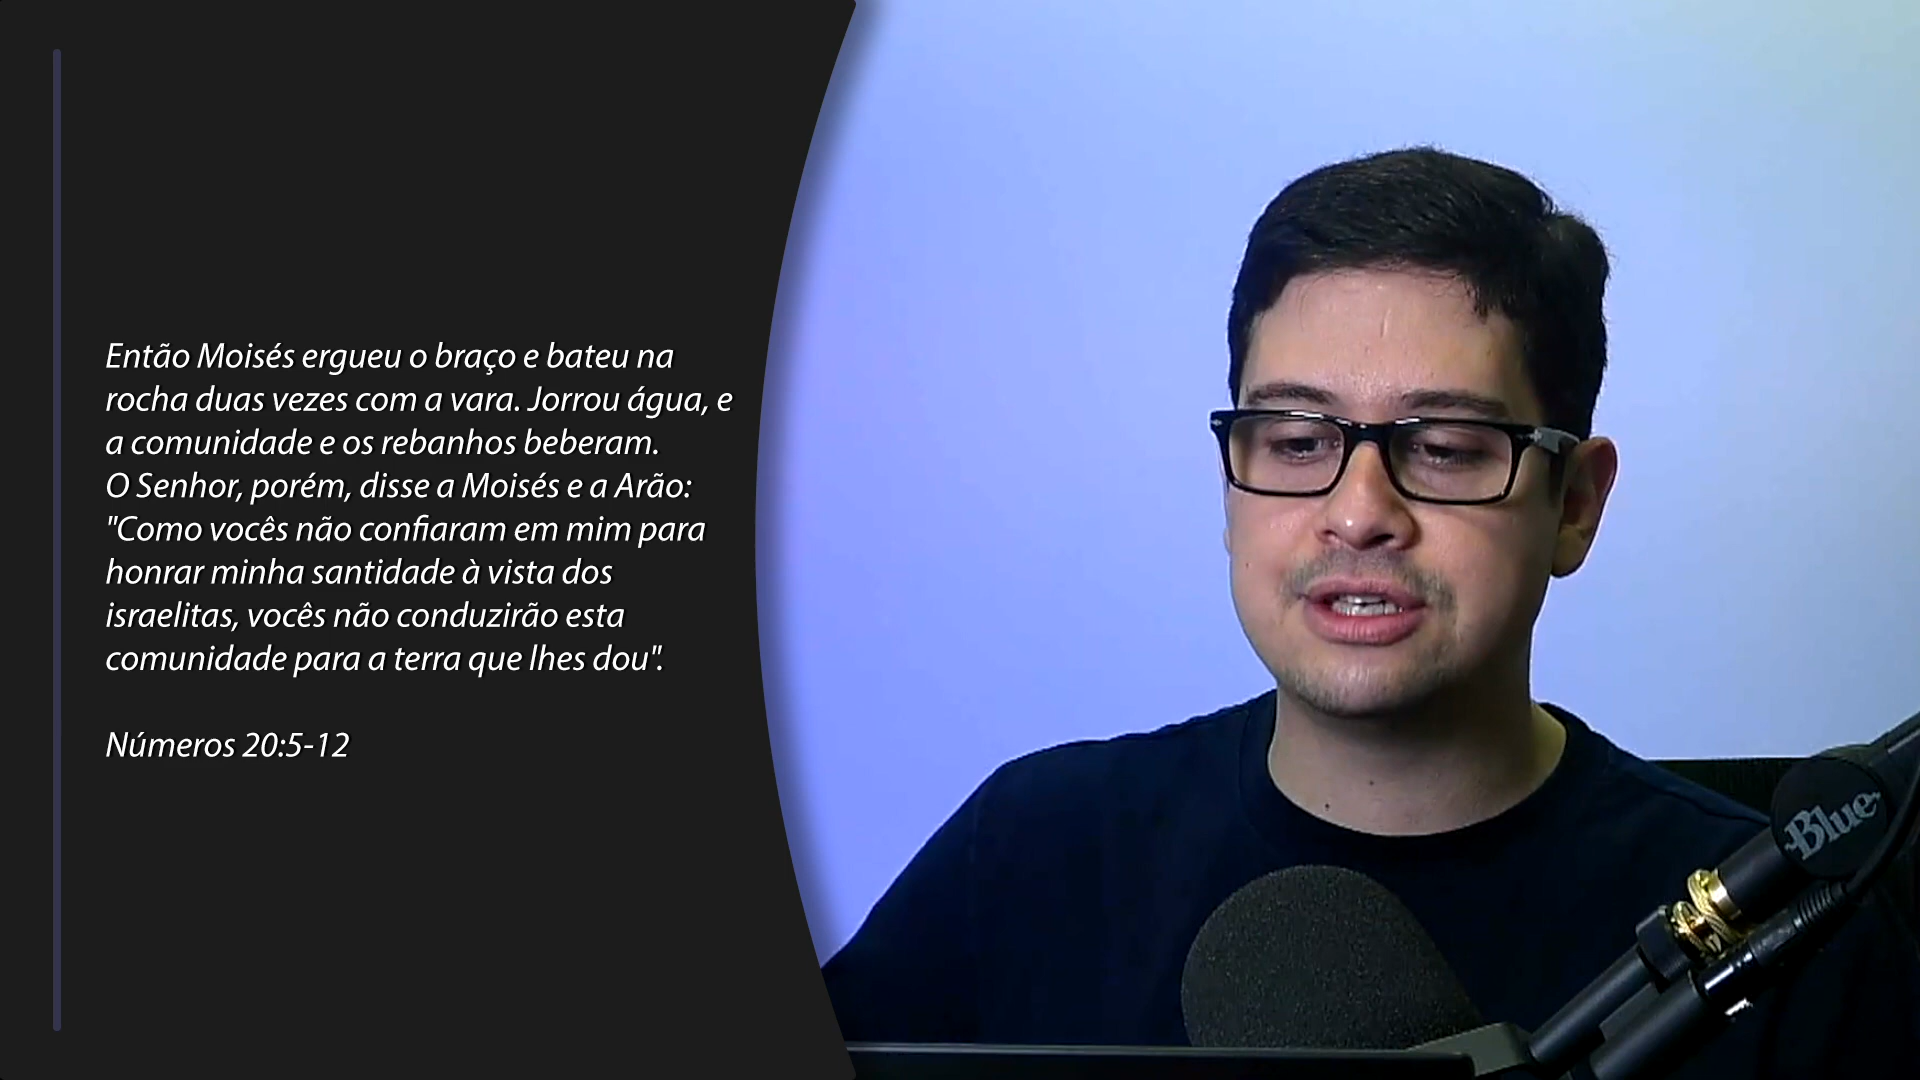 Então Moisés ergueu o braço e bateu na
rocha duas vezes com a vara. Jorrou água, e
a comunidade e os rebanhos beberam.
O Senhor, porém, disse a Moisés e a Arão:
"Como vocês não confiaram em mim para
honrar minha santidade à vista dos
israelitas, vocês não conduzirão esta
comunidade para a terra que lhes dou".
Números 20:5-12
Blue